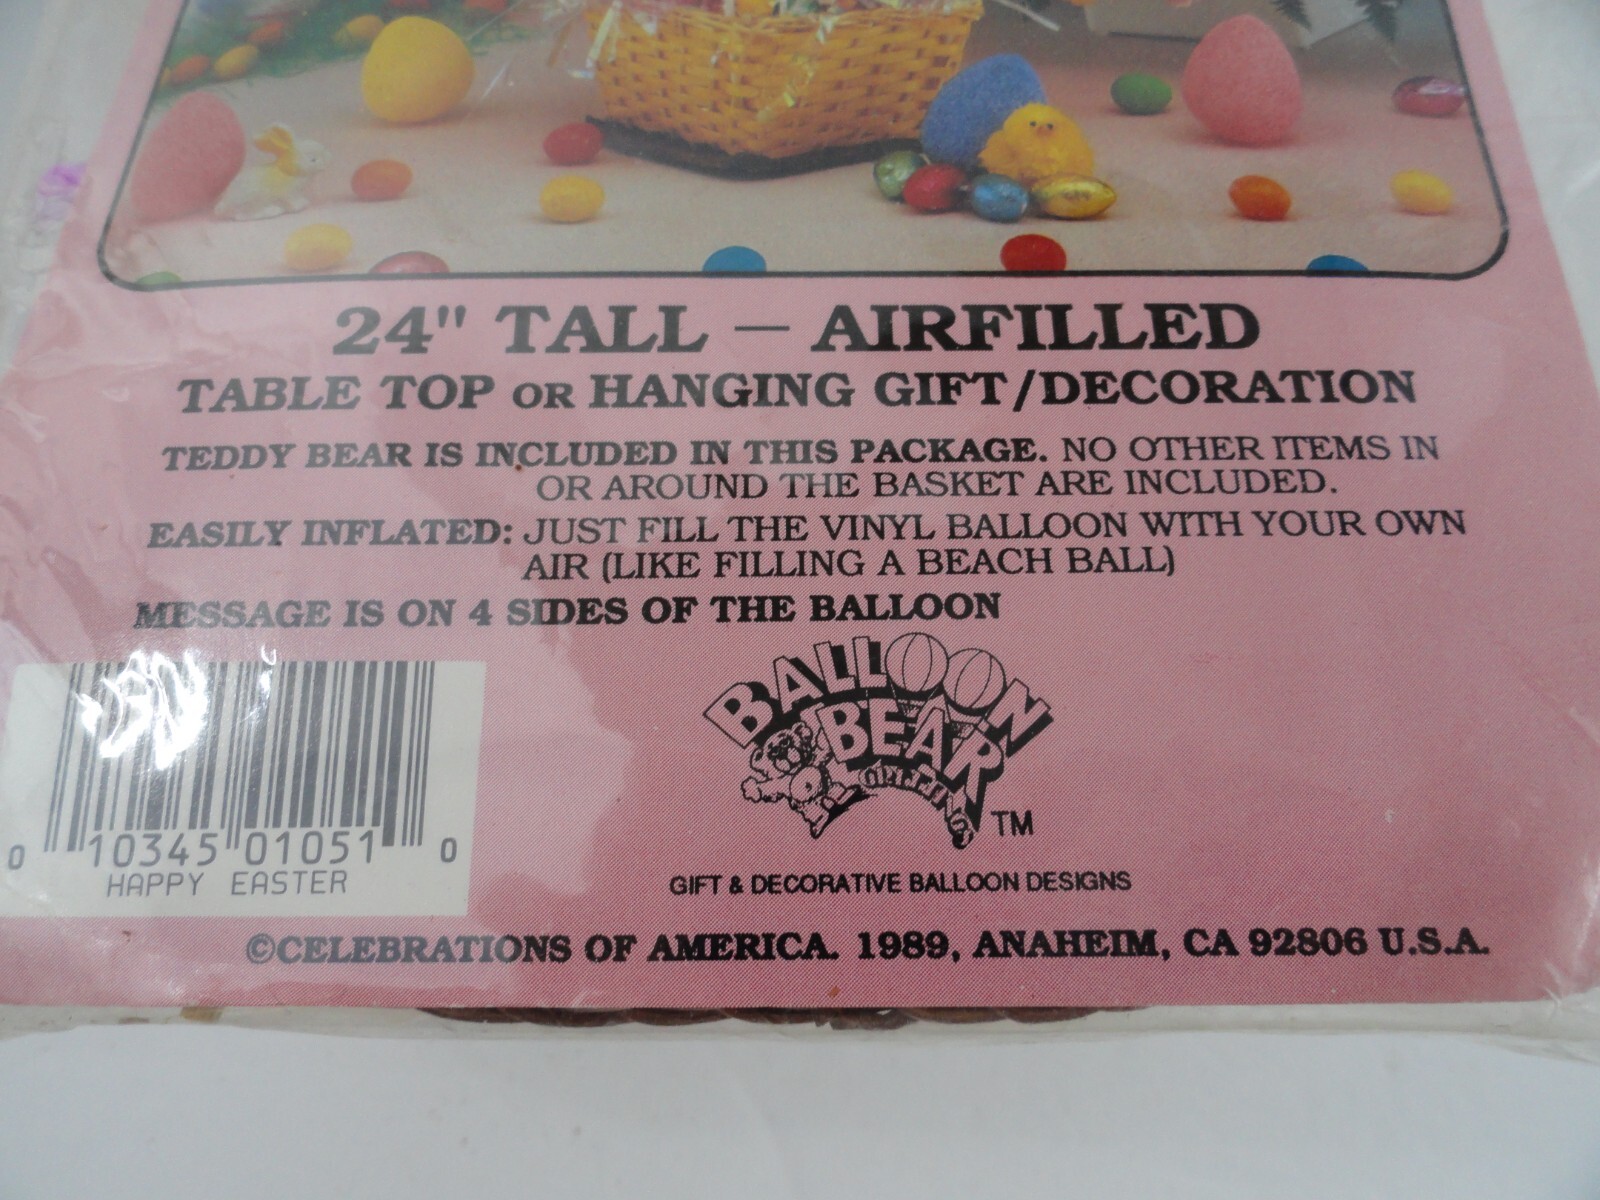 24" TALL — AIRFILLED
TABLE TOP OR HANGING GIFT/DECORATION
TEDDY BEAR IS INCLUDED IN THIS PACKAGE. NO OTHER ITEMS IN
OR AROUND THE BASKET ARE INCLUDED.
EASILY INFLATED: JUST FILL THE VINYL BALLOON WITH YOUR OWN
AIR (LIKE FILLING A BEACH BALL)
MESSAGE IS ON 4 SIDES OF THE BALLOON
BALLOON
BEAR
GREETINGS
TM
0 10345 01051 0
HAPPY EASTER
GIFT & DECORATIVE BALLOON DESIGNS
©CELEBRATIONS OF AMERICA. 1989, ANAHEIM, CA 92806 U.S.A.